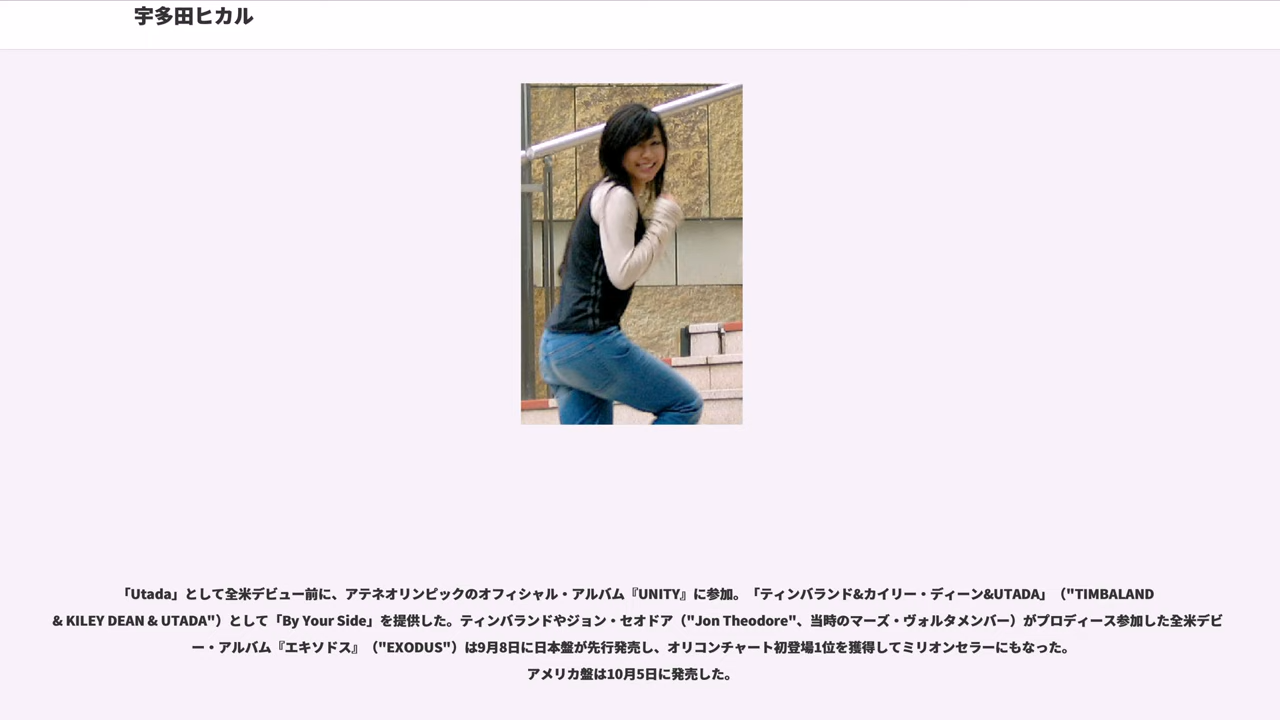 宇多田ヒカル
「Utada」として全米デビュー前に、アテネオリンピックのオフィシャル・アルバム『UNITY』に参加。「ティンバランド&カイリー・ディーン&UTADA」（"TIMBALAND
& KILEY DEAN & UTADA"）として「By Your Side」を提供した。ティンバランドやジョン・セオドア（"Jon Theodore"、当時のマーズ・ヴォルタメンバー）がプロディース参加した全米デビ
ー・アルバム『エキソドス』（"EXODUS"）は9月8日に日本盤が先行発売し、オリコンチャート初登場1位を獲得してミリオンセラーにもなった。
アメリカ盤は10月5日に発売した。